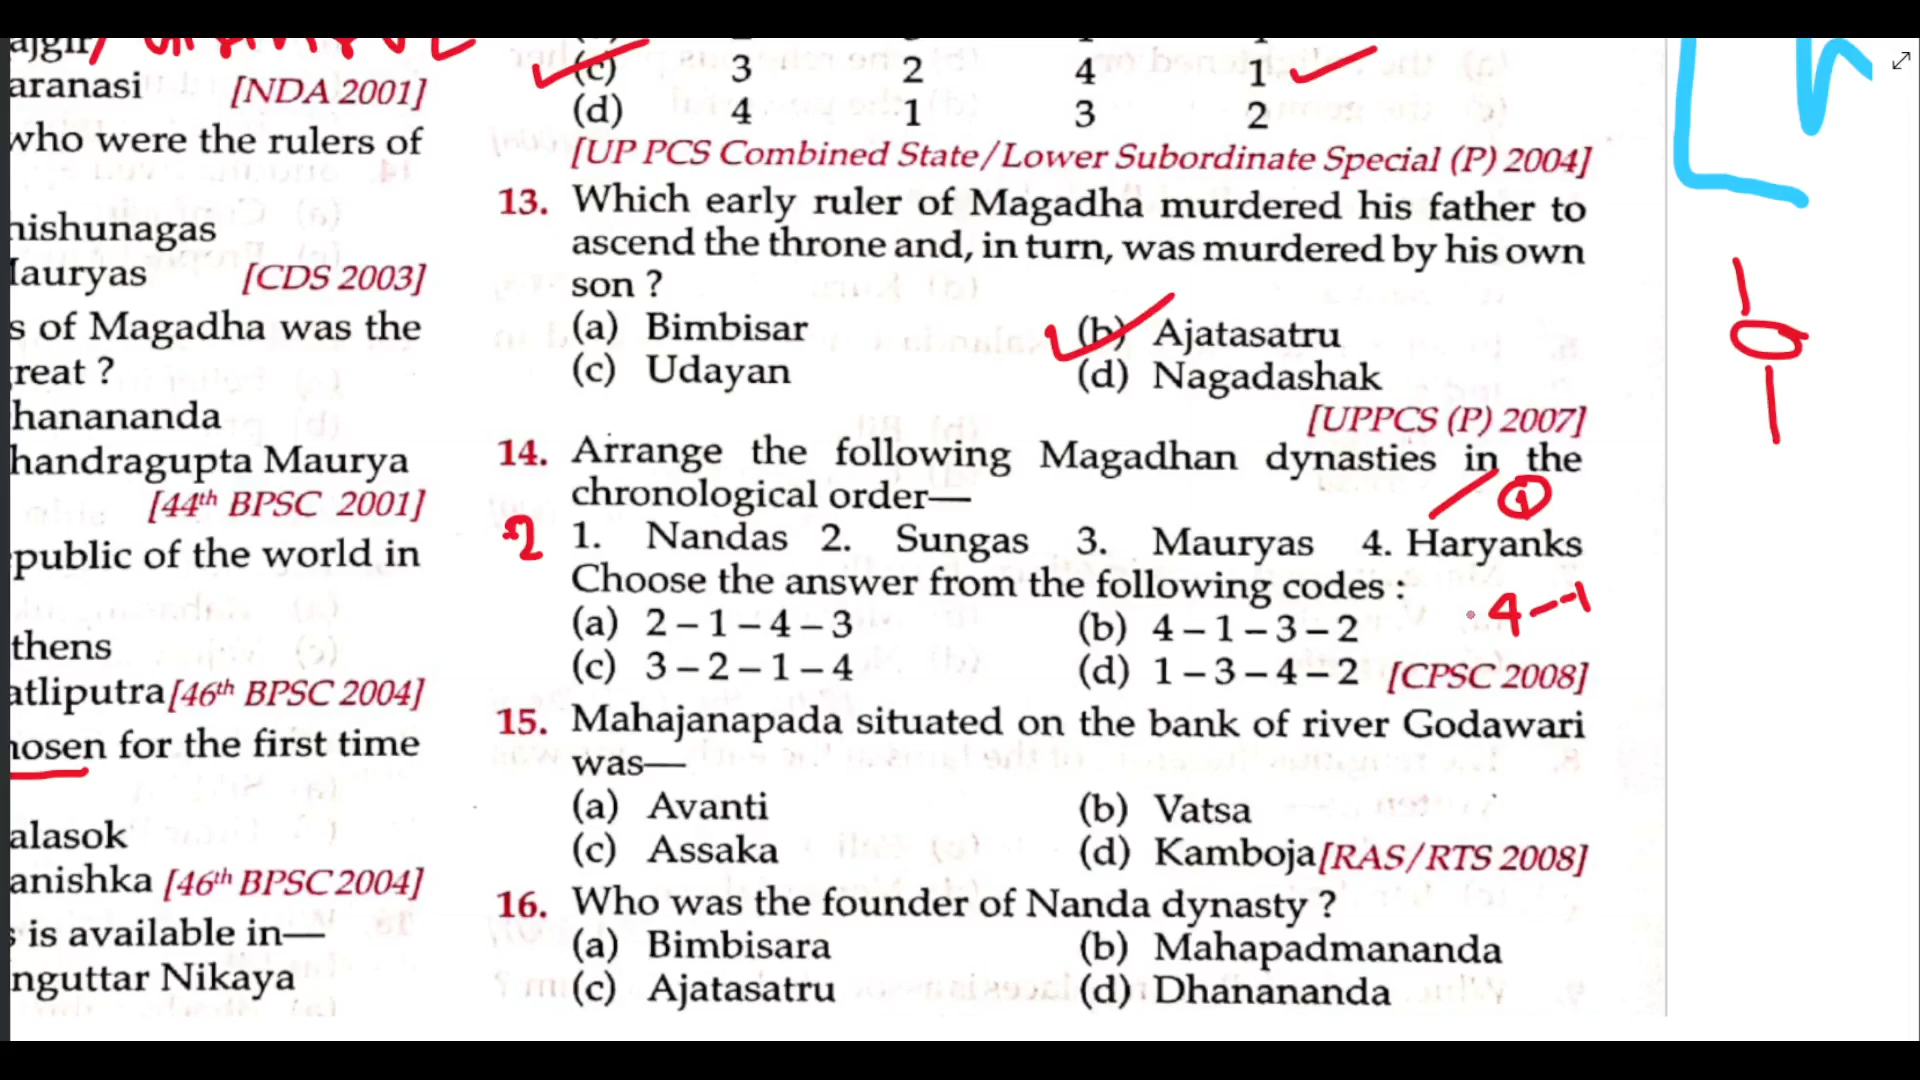 aranasi [NDA 2001]
who were the rulers of
hishunagas
Mauryas [CDS 2003]
s of Magadha was the
reat ?
hanananda
handragupta Maurya
[44th BPSC 2001]
epublic of the world in
thens
atliputra [46th BPSC 2004]
hosen for the first time
alasok
anishka [46th BPSC 2004]
s is available in—
nguttar Nikaya
(c) 3 2 4 1
(d) 4 1 3 2
[UP PCS Combined State/Lower Subordinate Special (P) 2004]
13. Which early ruler of Magadha murdered his father to
ascend the throne and, in turn, was murdered by his own
son ?
(a) Bimbisar (b) Ajatasatru
(c) Udayan (d) Nagadashak
[UPPCS (P) 2007]
14. Arrange the following Magadhan dynasties in the
chronological order—
1
2 1. Nandas 2. Sungas 3. Mauryas 4. Haryanks
Choose the answer from the following codes :
4--1
(a) 2 – 1 – 4 – 3 (b) 4 – 1 – 3 – 2
(c) 3 – 2 – 1 – 4 (d) 1 – 3 – 4 – 2 [CPSC 2008]
15. Mahajanapada situated on the bank of river Godawari
was—
(a) Avanti (b) Vatsa
(c) Assaka (d) Kamboja [RAS/RTS 2008]
16. Who was the founder of Nanda dynasty ?
(a) Bimbisara (b) Mahapadmananda
(c) Ajatasatru (d) Dhanananda